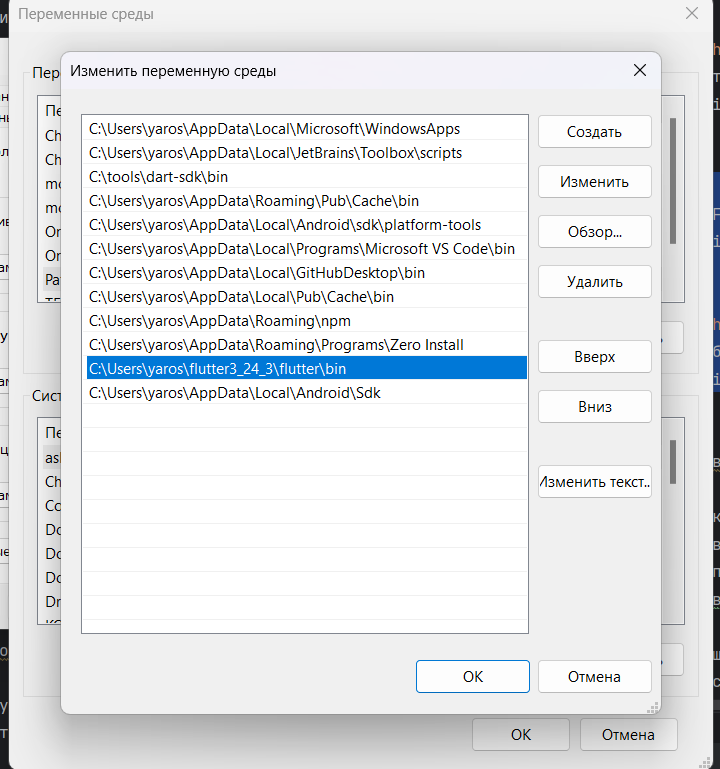 Переменные среды
Изменить переменную среды
C:\Users\yaros\AppData\Local\Microsoft\WindowsApps
C:\Users\yaros\AppData\Local\JetBrains\Toolbox\scripts
C:\tools\dart-sdk\bin
C:\Users\yaros\AppData\Roaming\Pub\Cache\bin
C:\Users\yaros\AppData\Local\Android\sdk\platform-tools
C:\Users\yaros\AppData\Local\Programs\Microsoft VS Code\bin
C:\Users\yaros\AppData\Local\GitHubDesktop\bin
C:\Users\yaros\AppData\Local\Pub\Cache\bin
C:\Users\yaros\AppData\Roaming\npm
C:\Users\yaros\AppData\Roaming\Programs\Zero Install
C:\Users\yaros\flutter3_24_3\flutter\bin
C:\Users\yaros\AppData\Local\Android\Sdk
Создать
Изменить
Обзор...
Удалить
Вверх
Вниз
Изменить текст...
OK
Отмена
OK
Отмена